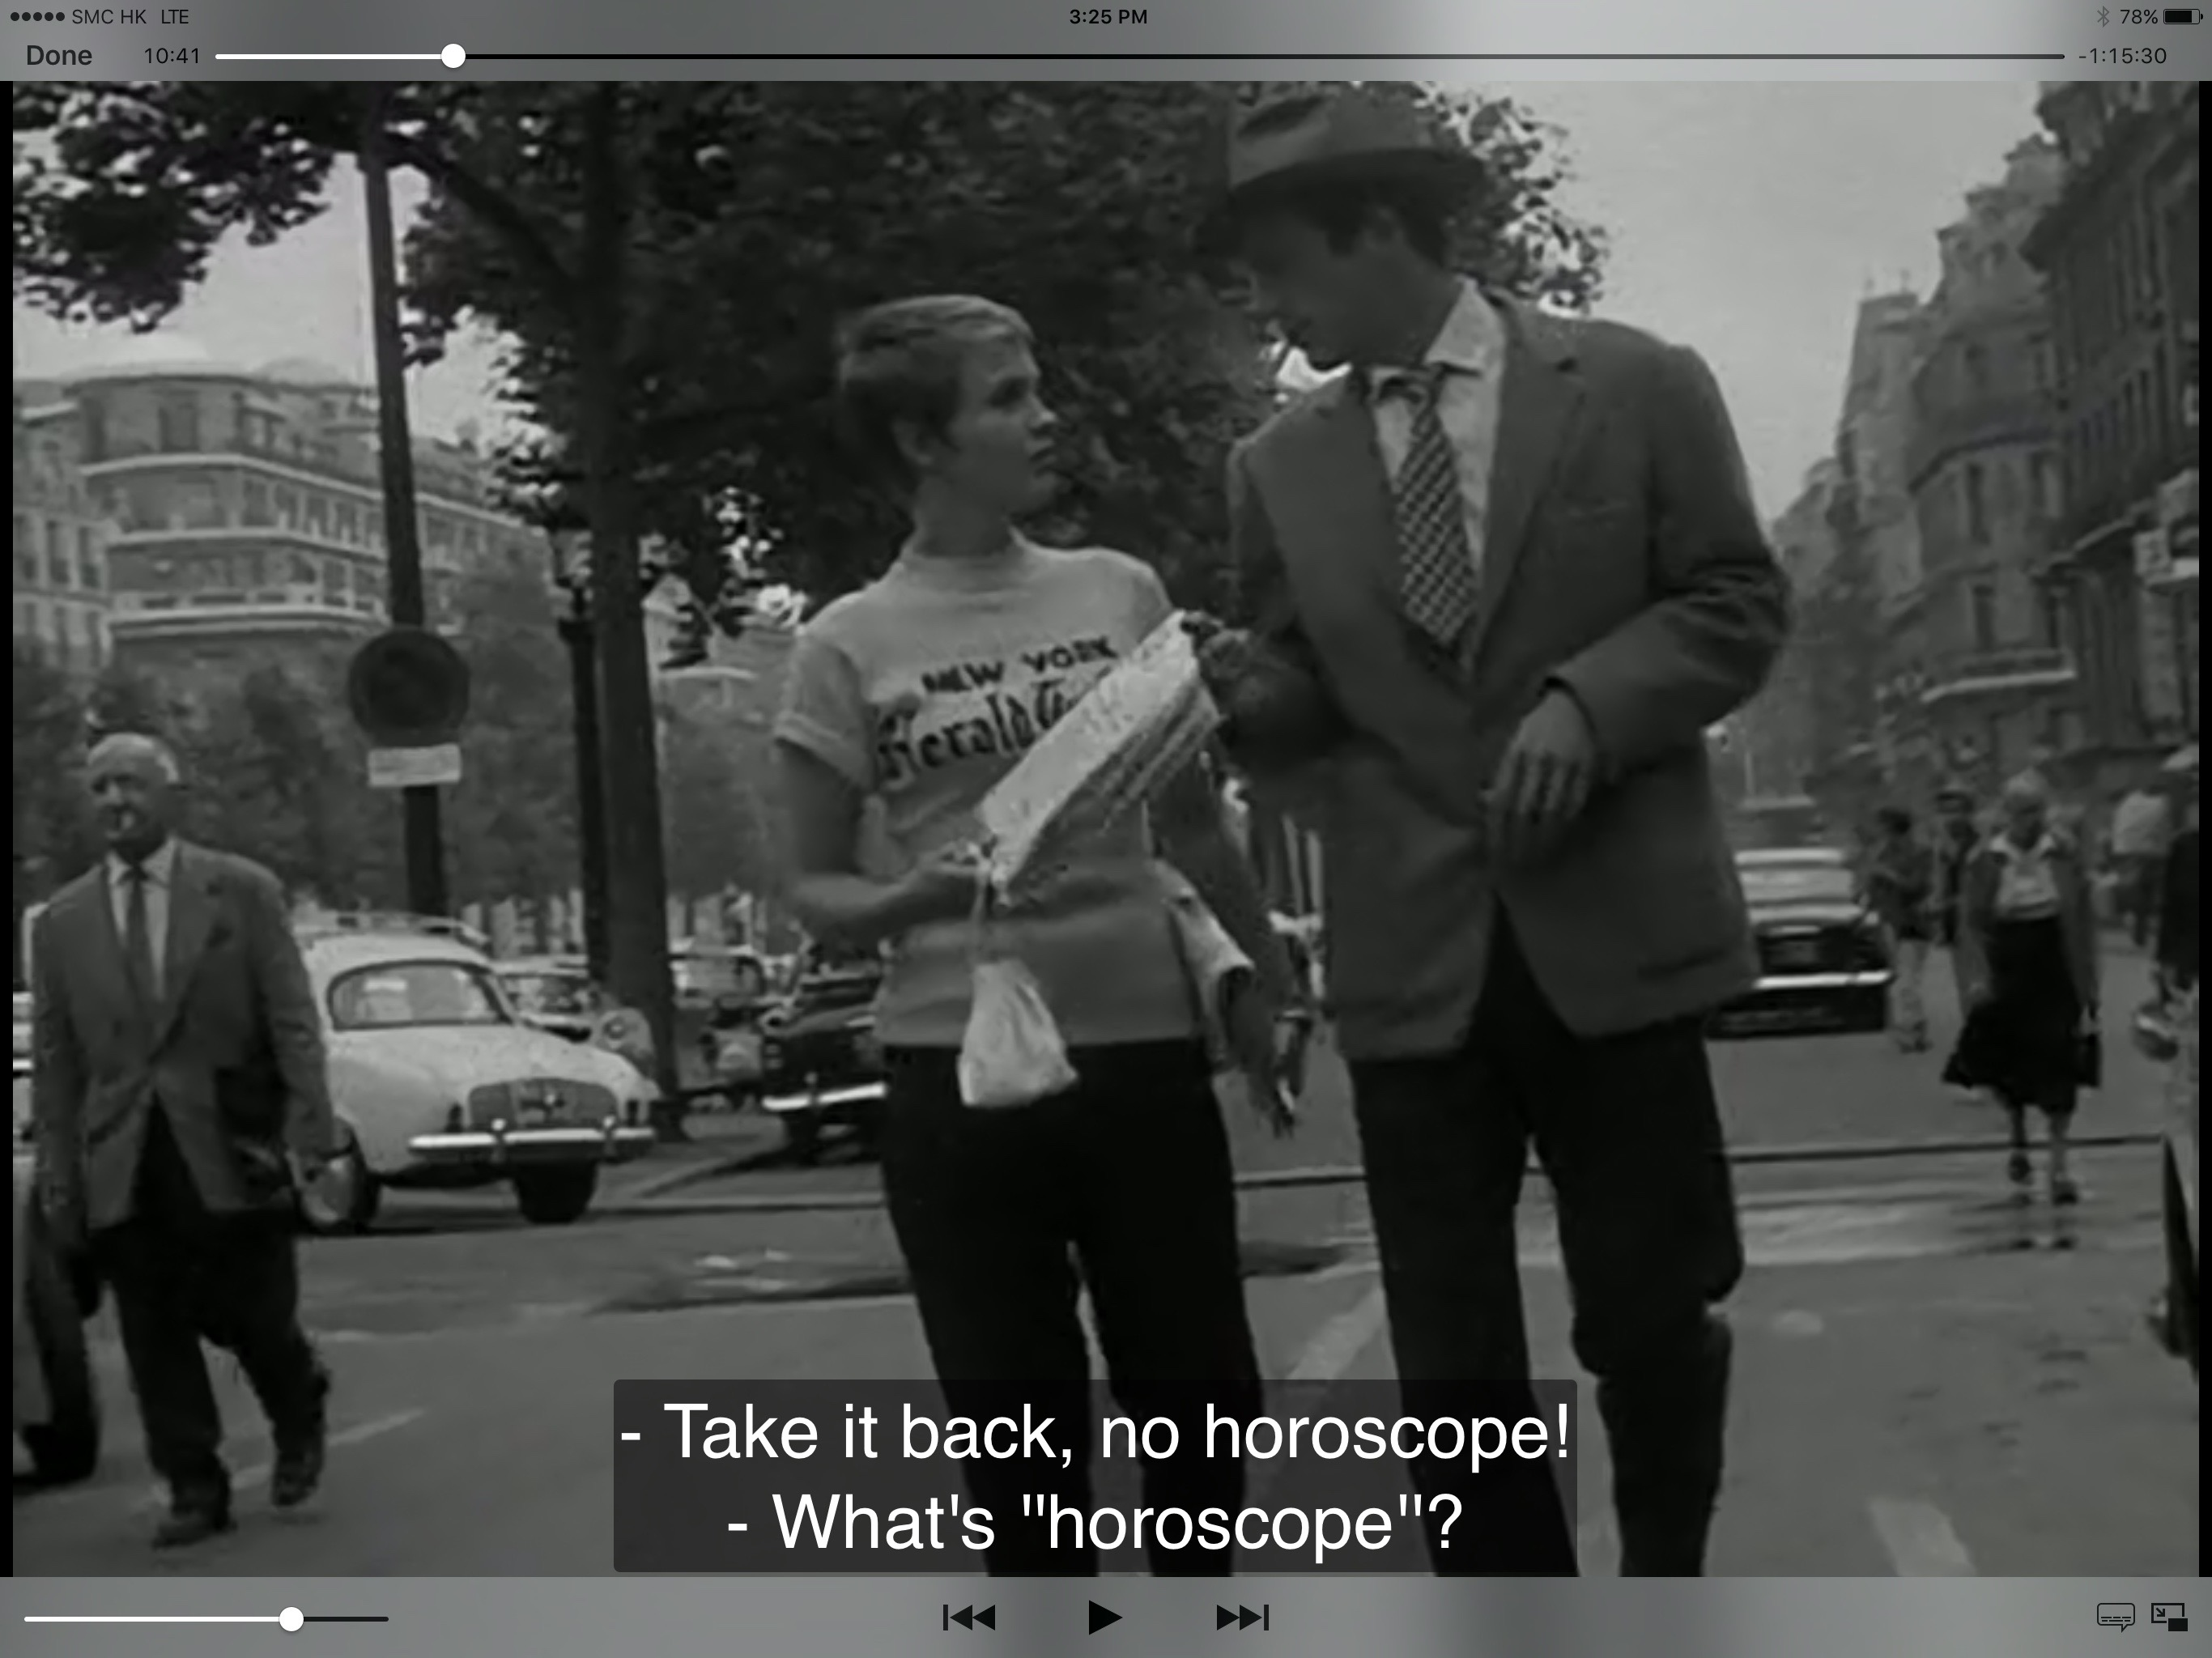 SMC HK LTE 3:25 PM 78%
Done 10:41 -1:15:30
NEW YORK
Herald
- Take it back, no horoscope!
- What's "horoscope"?